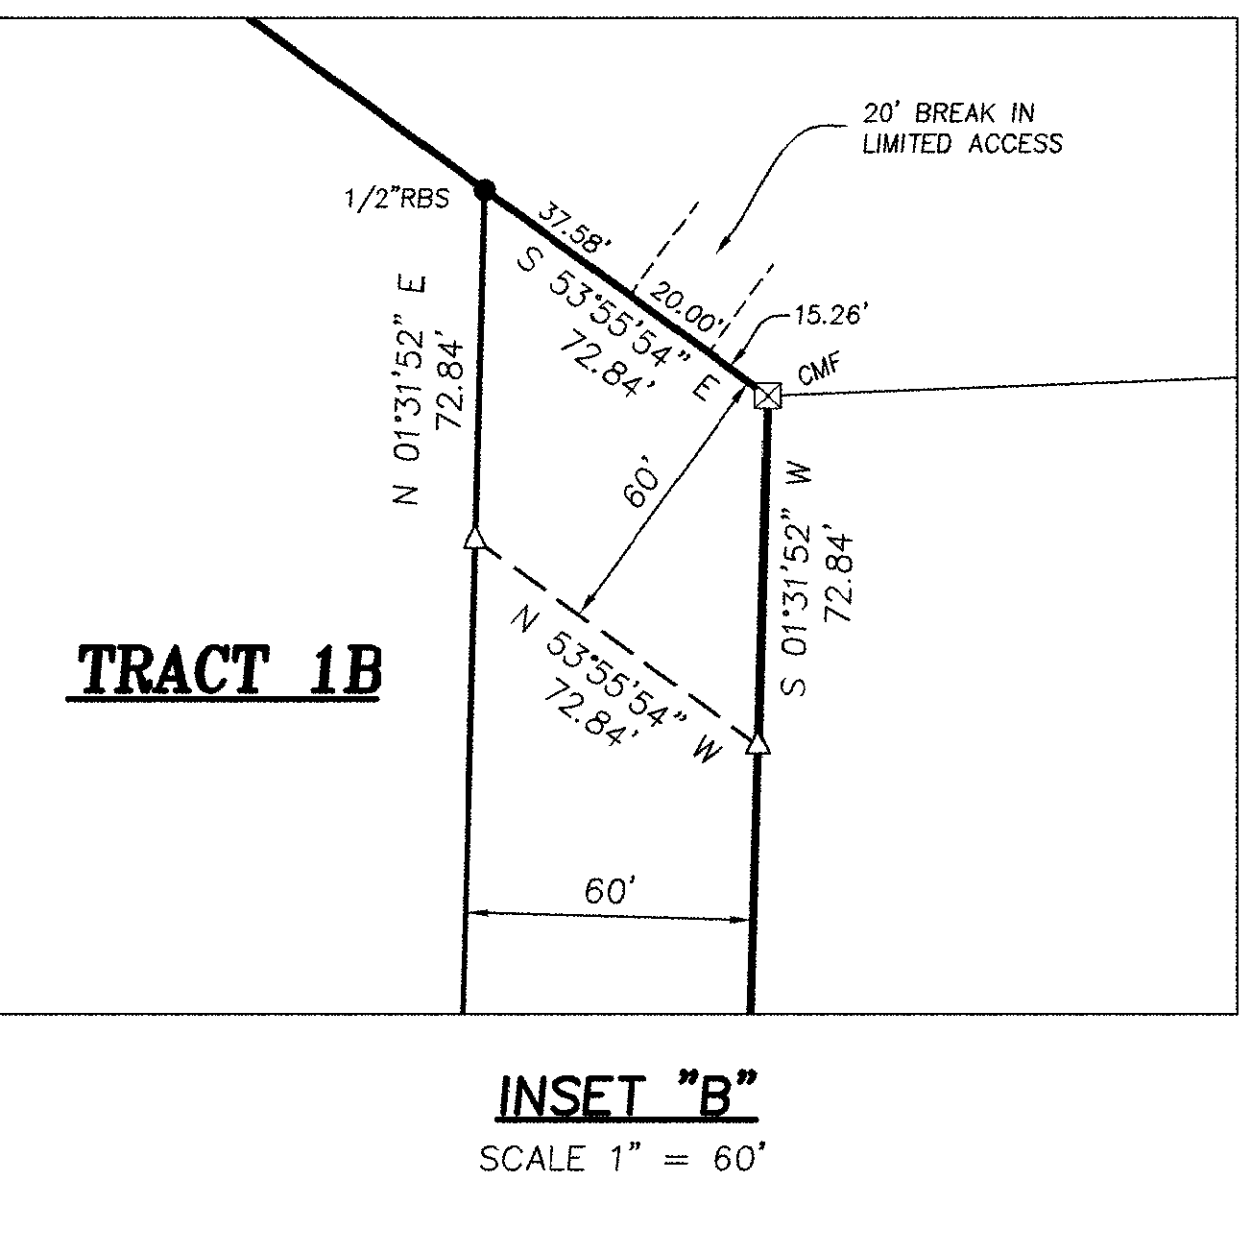 20' BREAK IN
LIMITED ACCESS
1/2"RBS
37.58'
S 53°55'54" E
72.84'
20.00'
15.26'
CMF
N 01°31'52" E
72.84'
60'
S 01°31'52" W
72.84'
N 53°55'54" W
72.84'
TRACT 1B
60'
INSET "B"
SCALE 1" = 60'